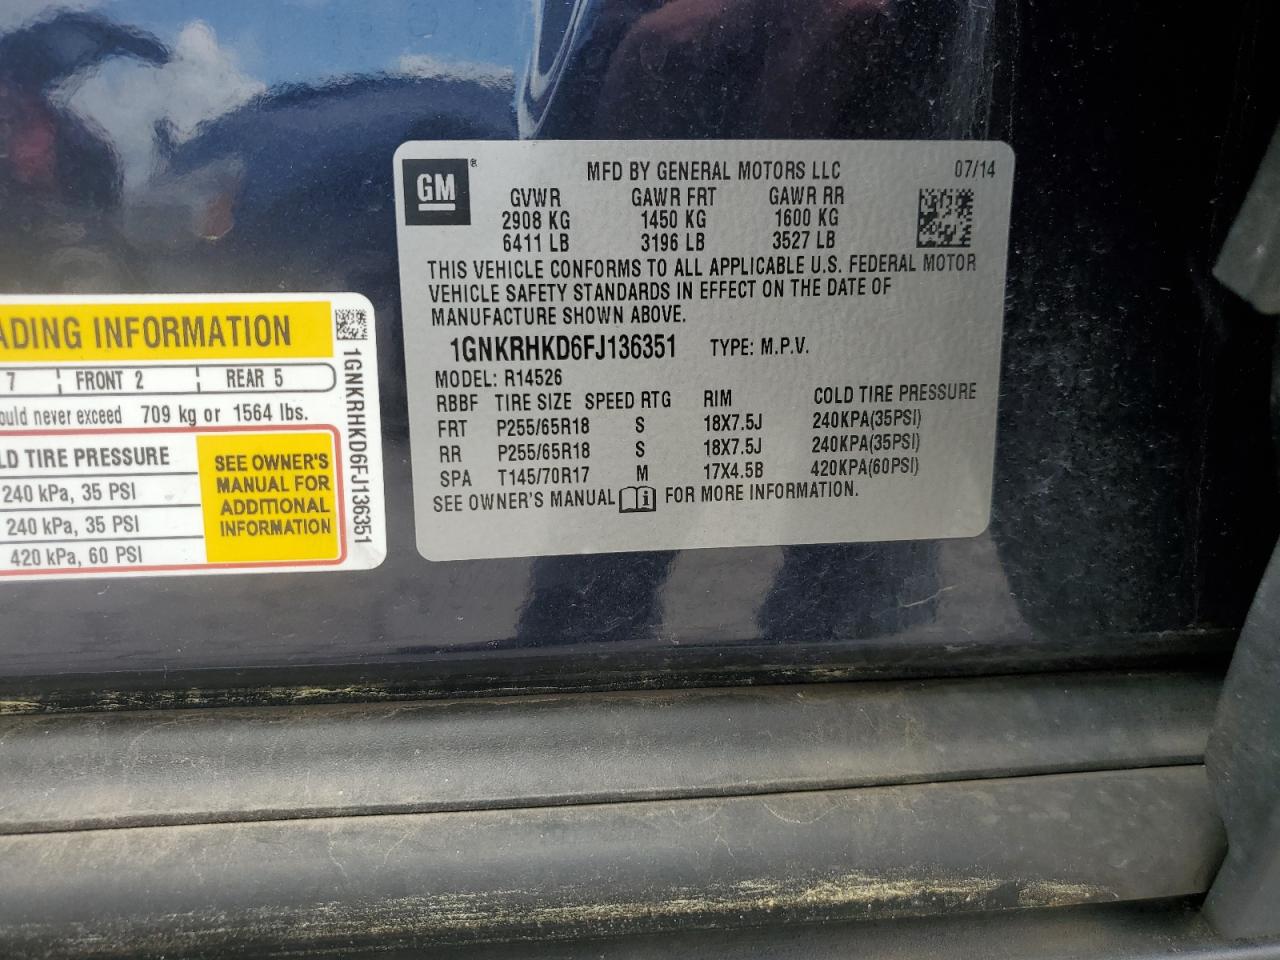 GM ®
MFD BY GENERAL MOTORS LLC 07/14
GVWR GAWR FRT GAWR RR
2908 KG 1450 KG 1600 KG
6411 LB 3196 LB 3527 LB
THIS VEHICLE CONFORMS TO ALL APPLICABLE U.S. FEDERAL MOTOR
VEHICLE SAFETY STANDARDS IN EFFECT ON THE DATE OF
MANUFACTURE SHOWN ABOVE.
1GNKRHKD6FJ136351 TYPE: M.P.V.
MODEL: R14526
RBBF TIRE SIZE SPEED RTG RIM COLD TIRE PRESSURE
FRT P255/65R18 S 18X7.5J 240KPA(35PSI)
RR P255/65R18 S 18X7.5J 240KPA(35PSI)
SPA T145/70R17 M 17X4.5B 420KPA(60PSI)
SEE OWNER'S MANUAL i FOR MORE INFORMATION.
ADING INFORMATION
7 FRONT 2 REAR 5
ould never exceed 709 kg or 1564 lbs.
LD TIRE PRESSURE
240 kPa, 35 PSI
240 kPa, 35 PSI
420 kPa, 60 PSI
SEE OWNER'S
MANUAL FOR
ADDITIONAL
INFORMATION
1GNKRHKD6FJ136351